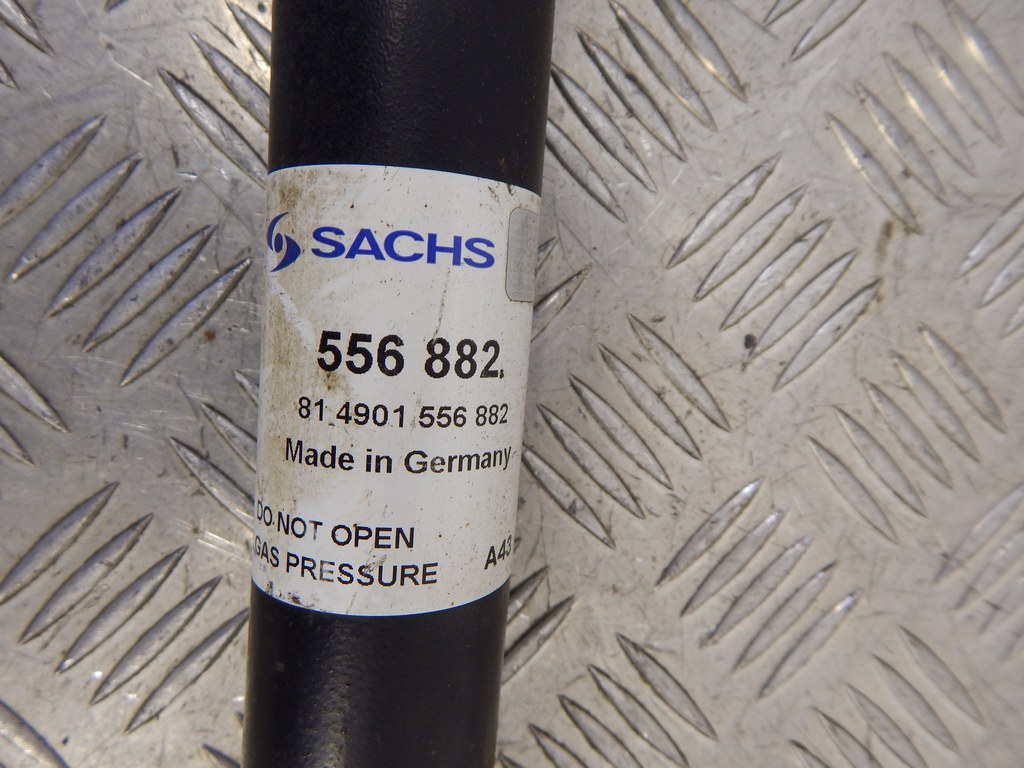 SACHS
556 882
81 4901 556 882
Made in Germany
DO NOT OPEN
GAS PRESSURE
A43